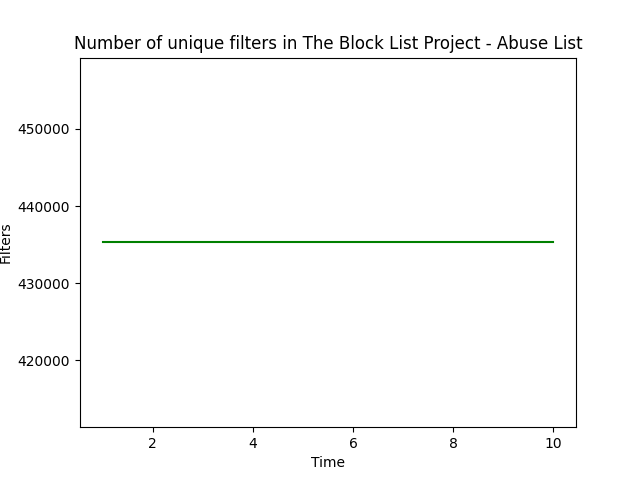 Number of unique filters in The Block List Project - Abuse List
450000
440000
430000
420000
Filters
2 4 6 8 10
Time